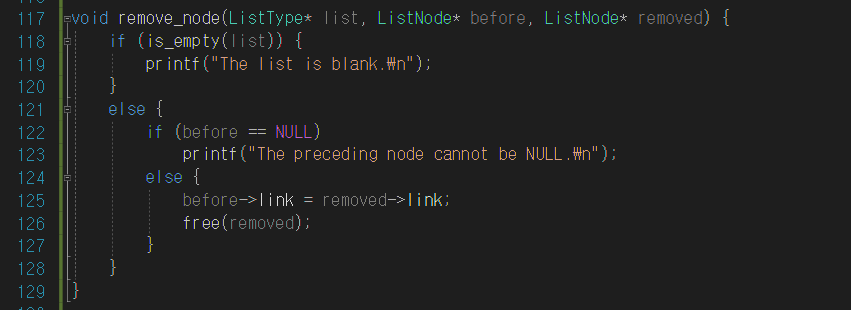 117 void remove_node(ListType* list, ListNode* before, ListNode* removed) {
118 if (is_empty(list)) {
119 printf("The list is blank.₩n");
120 }
121 else {
122 if (before == NULL)
123 printf("The preceding node cannot be NULL.₩n");
124 else {
125 before->link = removed->link;
126 free(removed);
127 }
128 }
129 }